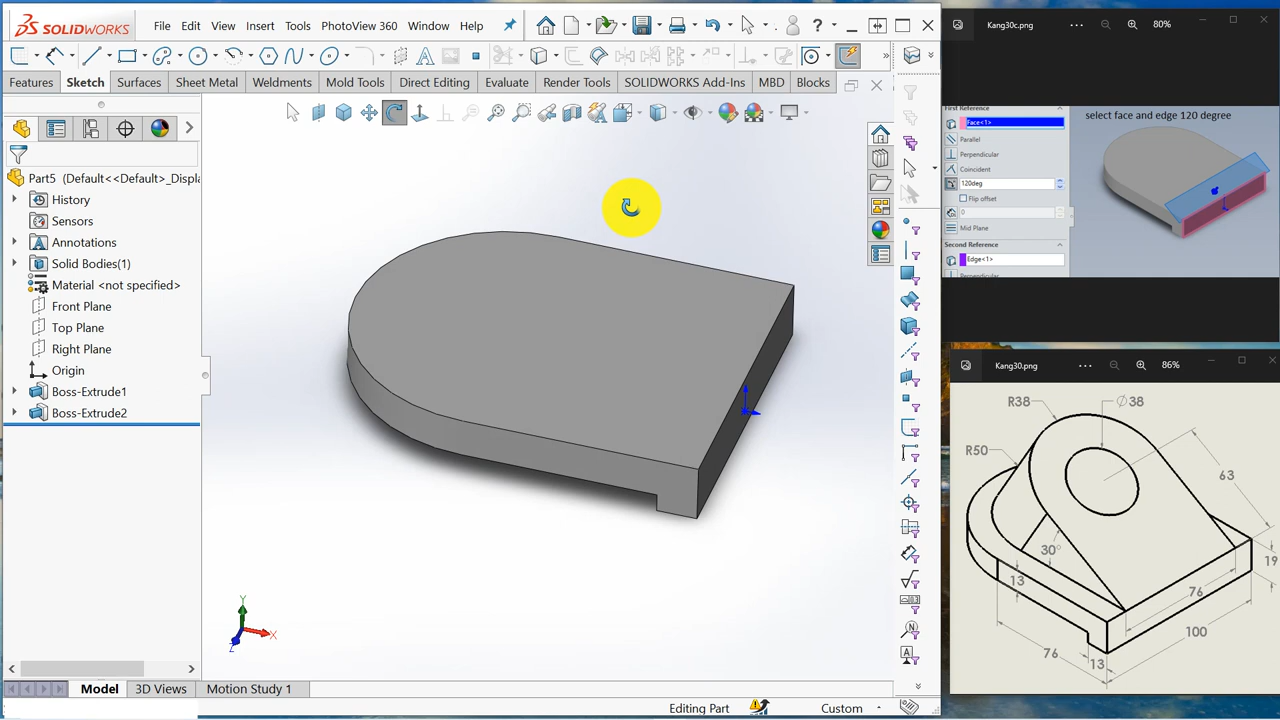 SOLIDWORKS File Edit View Insert Tools PhotoView 360 Window Help
Features Sketch Surfaces Sheet Metal Weldments Mold Tools Direct Editing Evaluate Render Tools SOLIDWORKS Add-Ins MBD Blocks
Part5 (Default<<Default>_Displa
History
Sensors
Annotations
Solid Bodies(1)
Material <not specified>
Front Plane
Top Plane
Right Plane
Origin
Boss-Extrude1
Boss-Extrude2
Y
X
Z
Model 3D Views Motion Study 1
Editing Part Custom
Kang30c.png 80%
First Reference
Face<1>
Parallel
Perpendicular
Coincident
120deg
Flip offset
0
Mid Plane
Second Reference
Edge<1>
Perpendicular
select face and edge 120 degree
Kang30.png 86%
R38
Ø38
R50
63
30°
19
13
76
100
76
13